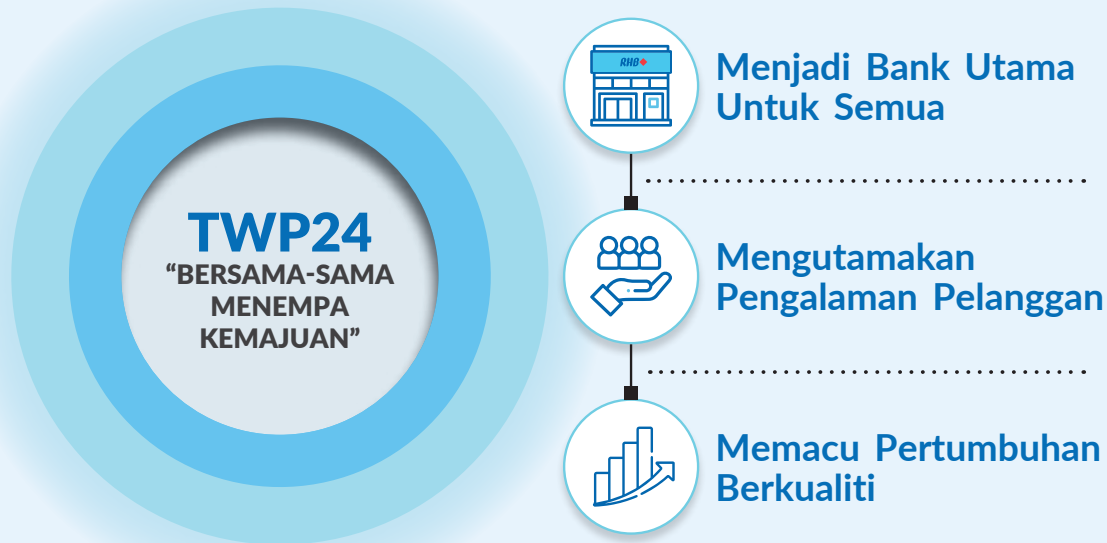 TWP24
“BERSAMA-SAMA
MENEMPA
KEMAJUAN”
RHB
Menjadi Bank Utama
Untuk Semua
Mengutamakan
Pengalaman Pelanggan
Memacu Pertumbuhan
Berkualiti